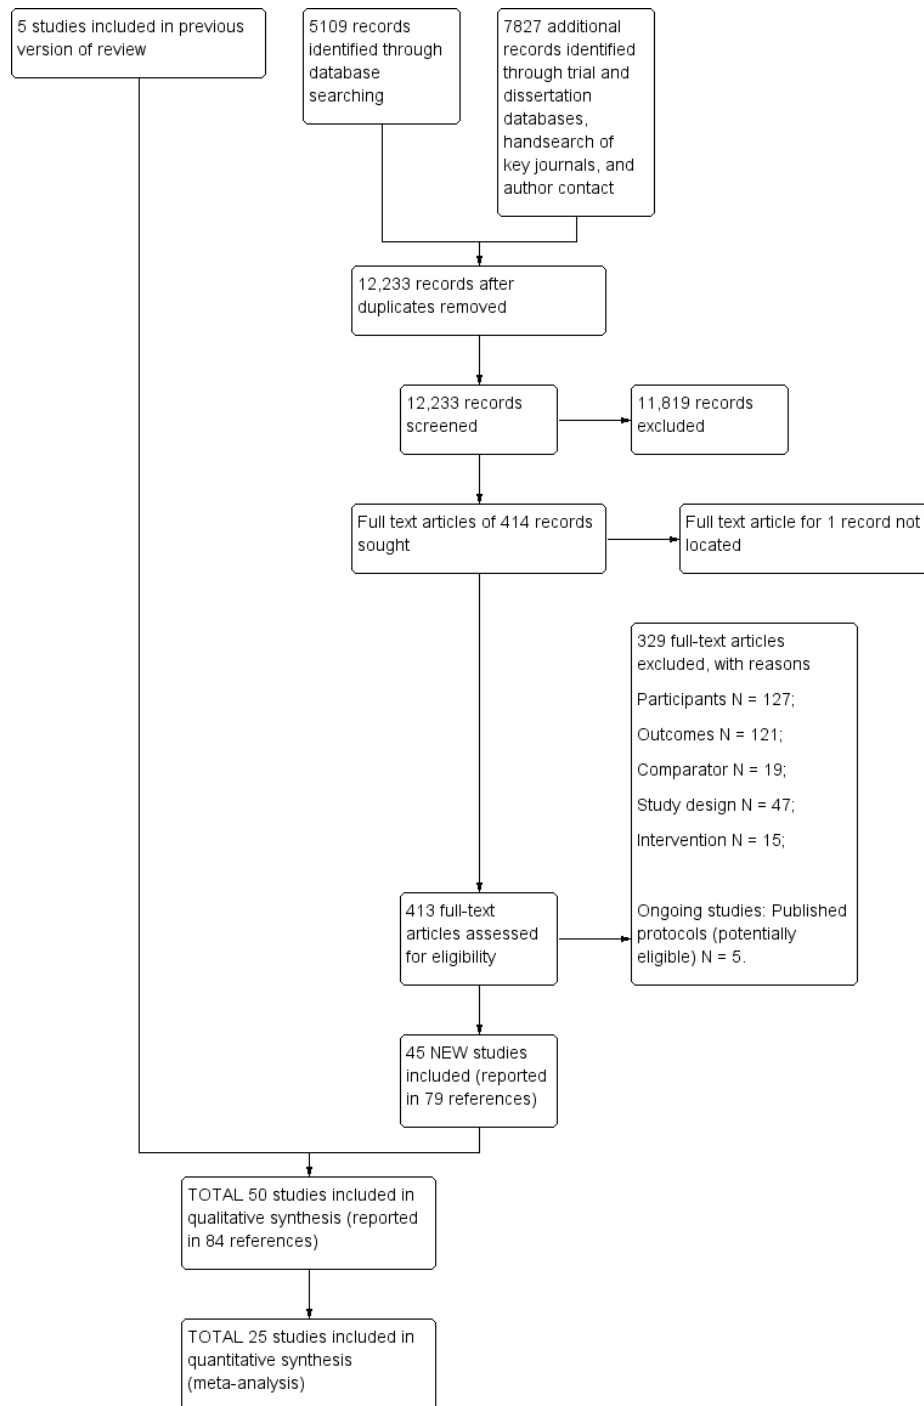 5 studies included in previous
version of review
5109 records
identified through
database
searching
7827 additional
records identified
through trial and
dissertation
databases,
handsearch of
key journals, and
author contact
12,233 records after
duplicates removed
12,233 records
screened
11,819 records
excluded
Full text articles of 414 records
sought
Full text article for 1 record not
located
329 full-text articles
excluded, with reasons
Participants N = 127;
Outcomes N = 121;
Comparator N = 19;
Study design N = 47;
Intervention N = 15;
Ongoing studies: Published
protocols (potentially
eligible) N = 5.
413 full-text
articles assessed
for eligibility
45 NEW studies
included (reported
in 79 references)
TOTAL 50 studies included in
qualitative synthesis (reported
in 84 references)
TOTAL 25 studies included in
quantitative synthesis
(meta-analysis)